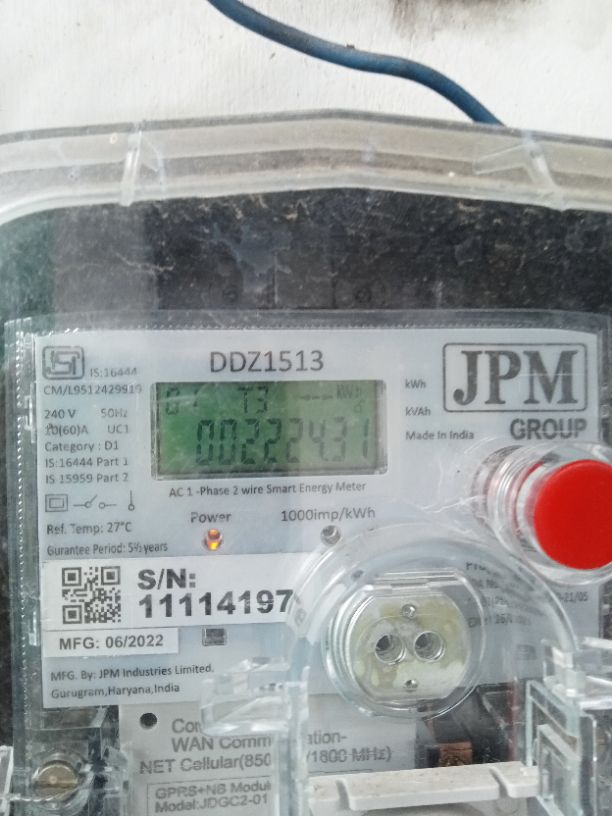 DDZ1513
IS:16444
CM/L9512429919
240 V 50Hz
10(60)A UC1
Category : D1
IS:16444 Part 1
IS 15959 Part 2
T3 kWh
002224.31
kWh
kVAh
Made in India
JPM
GROUP
AC 1 -Phase 2 wire Smart Energy Meter
Ref. Temp: 27°C
Gurantee Period: 5½ years
Power 1000imp/kWh
S/N:
11114197
MFG: 06/2022
MFG. By: JPM Industries Limited.
Gurugram,Haryana,India
WAN Comm ation-
NET Cellular(850 /1800 MHz)
GPRS+NB Modul
Model:JDGC2-01